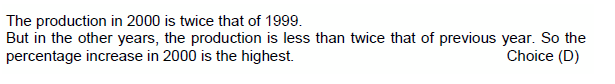 The production in 2000 is twice that of 1999.
But in the other years, the production is less than twice that of previous year. So the
percentage increase in 2000 is the highest. Choice (D)